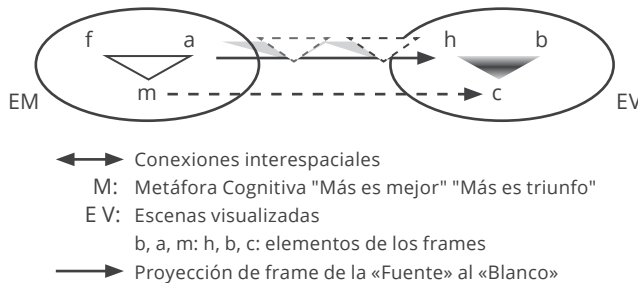 f a h b
m c
EM EV
Conexiones interespaciales
M: Metáfora Cognitiva "Más es mejor" "Más es triunfo"
E V: Escenas visualizadas
b, a, m: h, b, c: elementos de los frames
Proyección de frame de la «Fuente» al «Blanco»